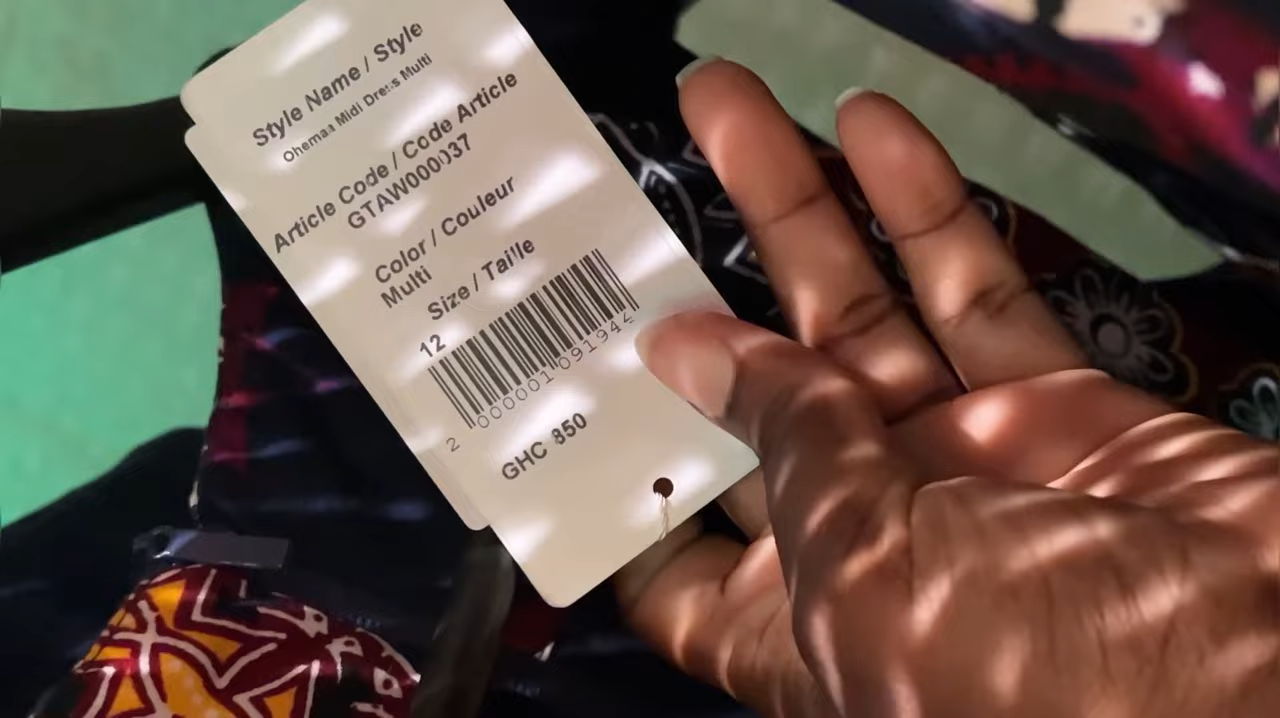 Style Name / Style
Ohemaa Midi Dress Multi
Article Code / Code Article
GTAW000037
Color / Couleur
Multi
Size / Taille
12
2 000001 091944
GHC 850